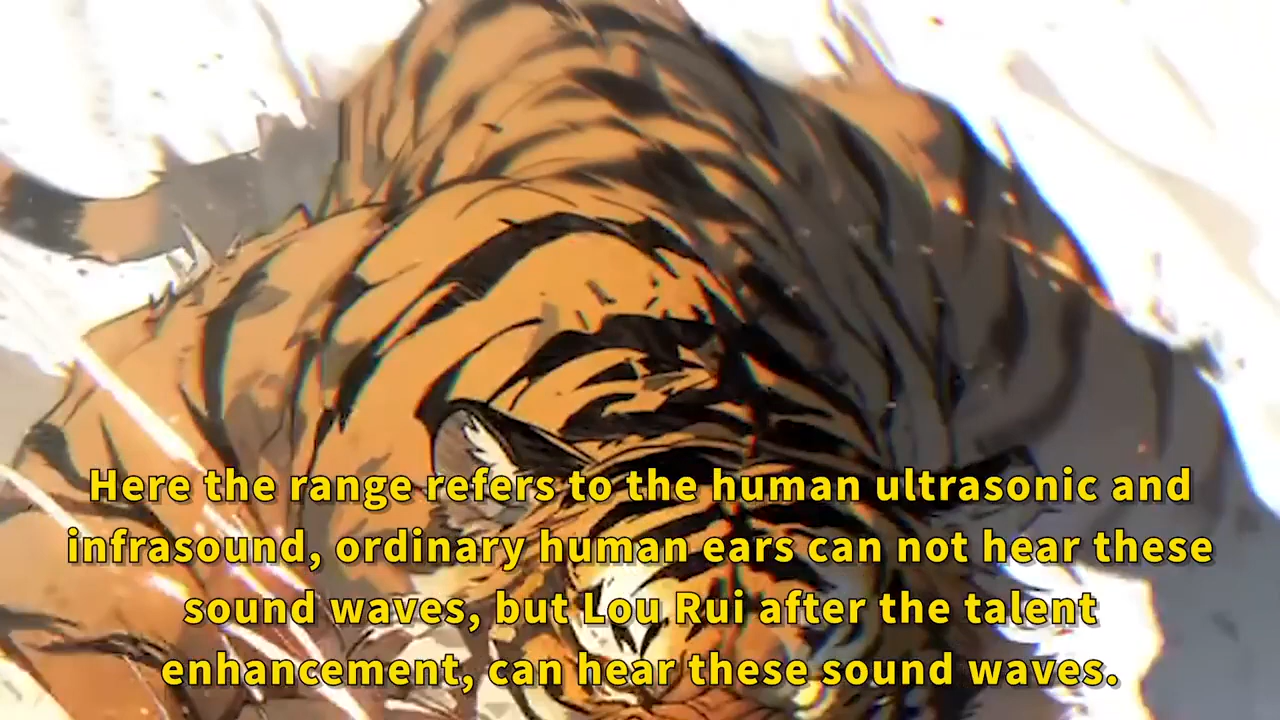 Here the range refers to the human ultrasonic and
infrasound, ordinary human ears can not hear these
sound waves, but Lou Rui after the talent
enhancement, can hear these sound waves.